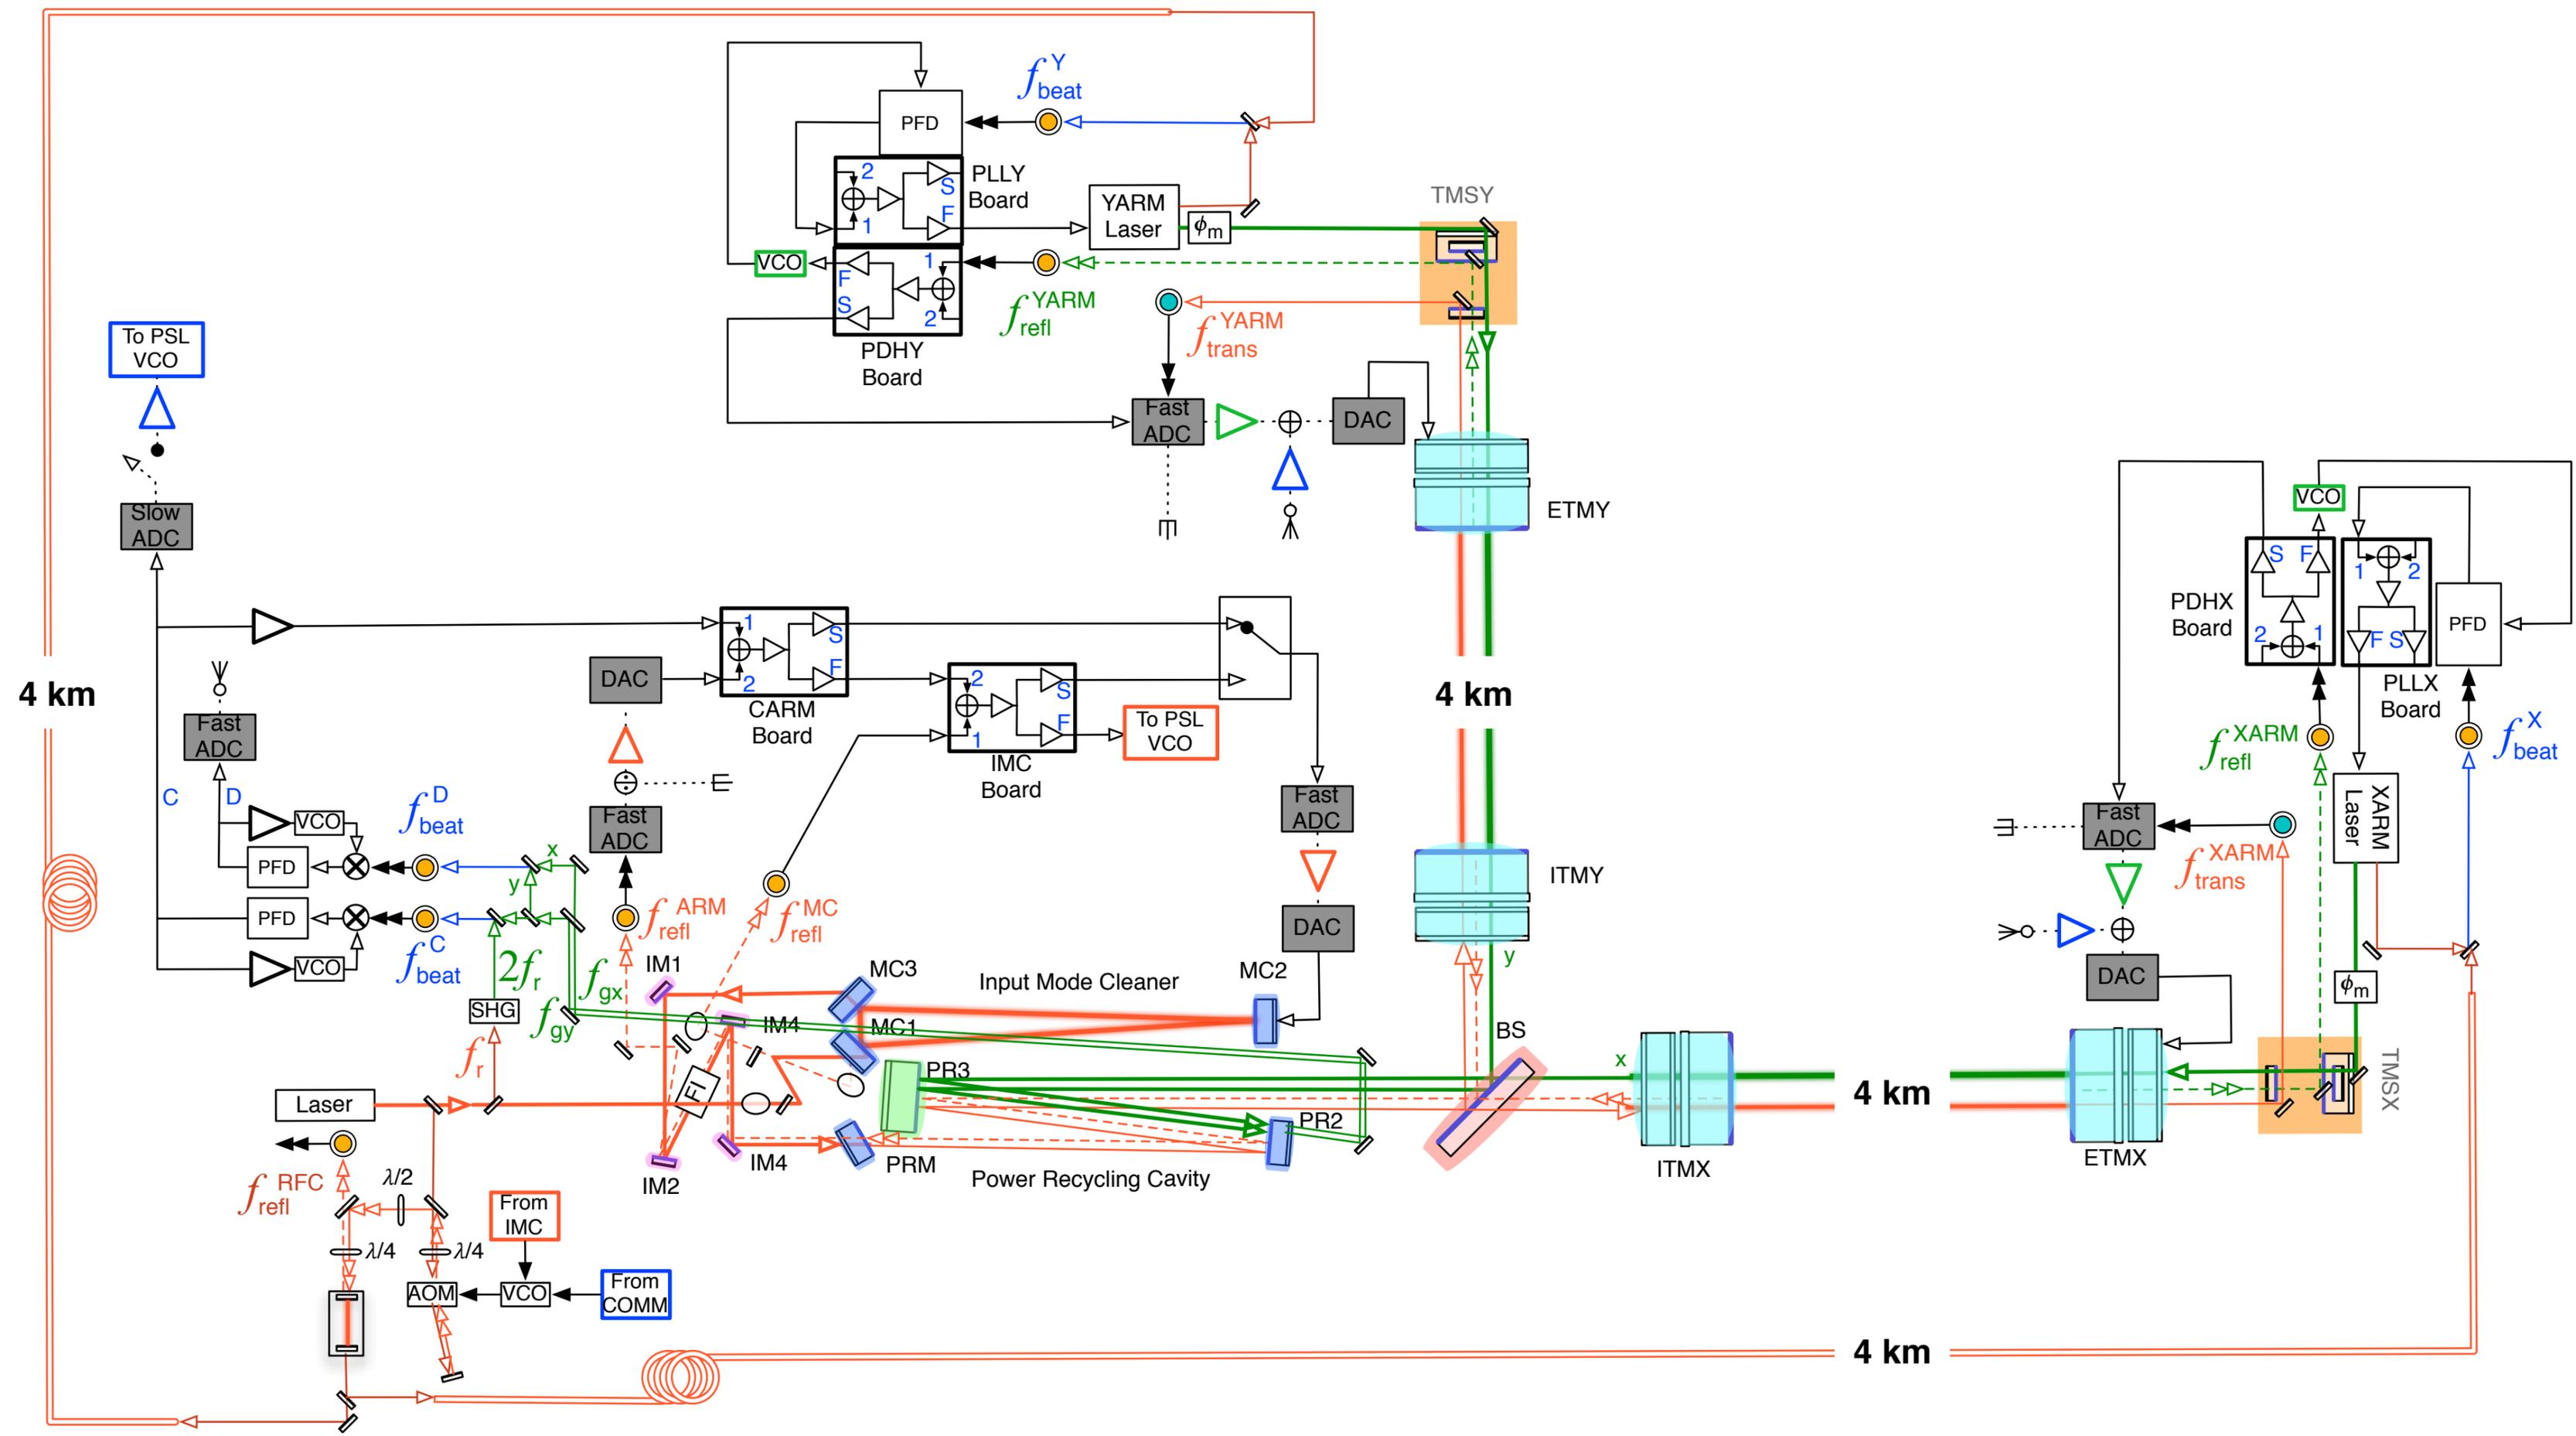 f beat Y
PFD
PLLY
Board
2
S
F
1
YARM
Laser
ϕm
TMSY
VCO
F
S
1
2
f refl YARM
f trans YARM
PDHY
Board
To PSL
VCO
Fast
ADC
DAC
ETMY
Slow
ADC
VCO
S
F
1
2
PDHX
Board
2
1
F
S
PFD
PLLX
Board
4 km
4 km
DAC
1
2
S
F
CARM
Board
2
1
S
F
IMC
Board
To PSL
VCO
Fast
ADC
f refl XARM
f beat X
C
D
f beat D
VCO
PFD
x
y
Fast
ADC
Fast
ADC
XARM
Laser
Fast
ADC
f trans XARM
ITMY
PFD
VCO
f beat C
2fr
fgx
fgy
f refl ARM
f refl MC
DAC
DAC
ϕm
y
IM1
MC3
Input Mode Cleaner
MC2
SHG
IM4
MC1
BS
x
fr
Laser
FI
PR3
PR2
4 km
TMSX
IM4
IM2
PRM
Power Recycling Cavity
ITMX
ETMX
f refl RFC
λ/2
From
IMC
λ/4
λ/4
AOM
VCO
From
COMM
4 km